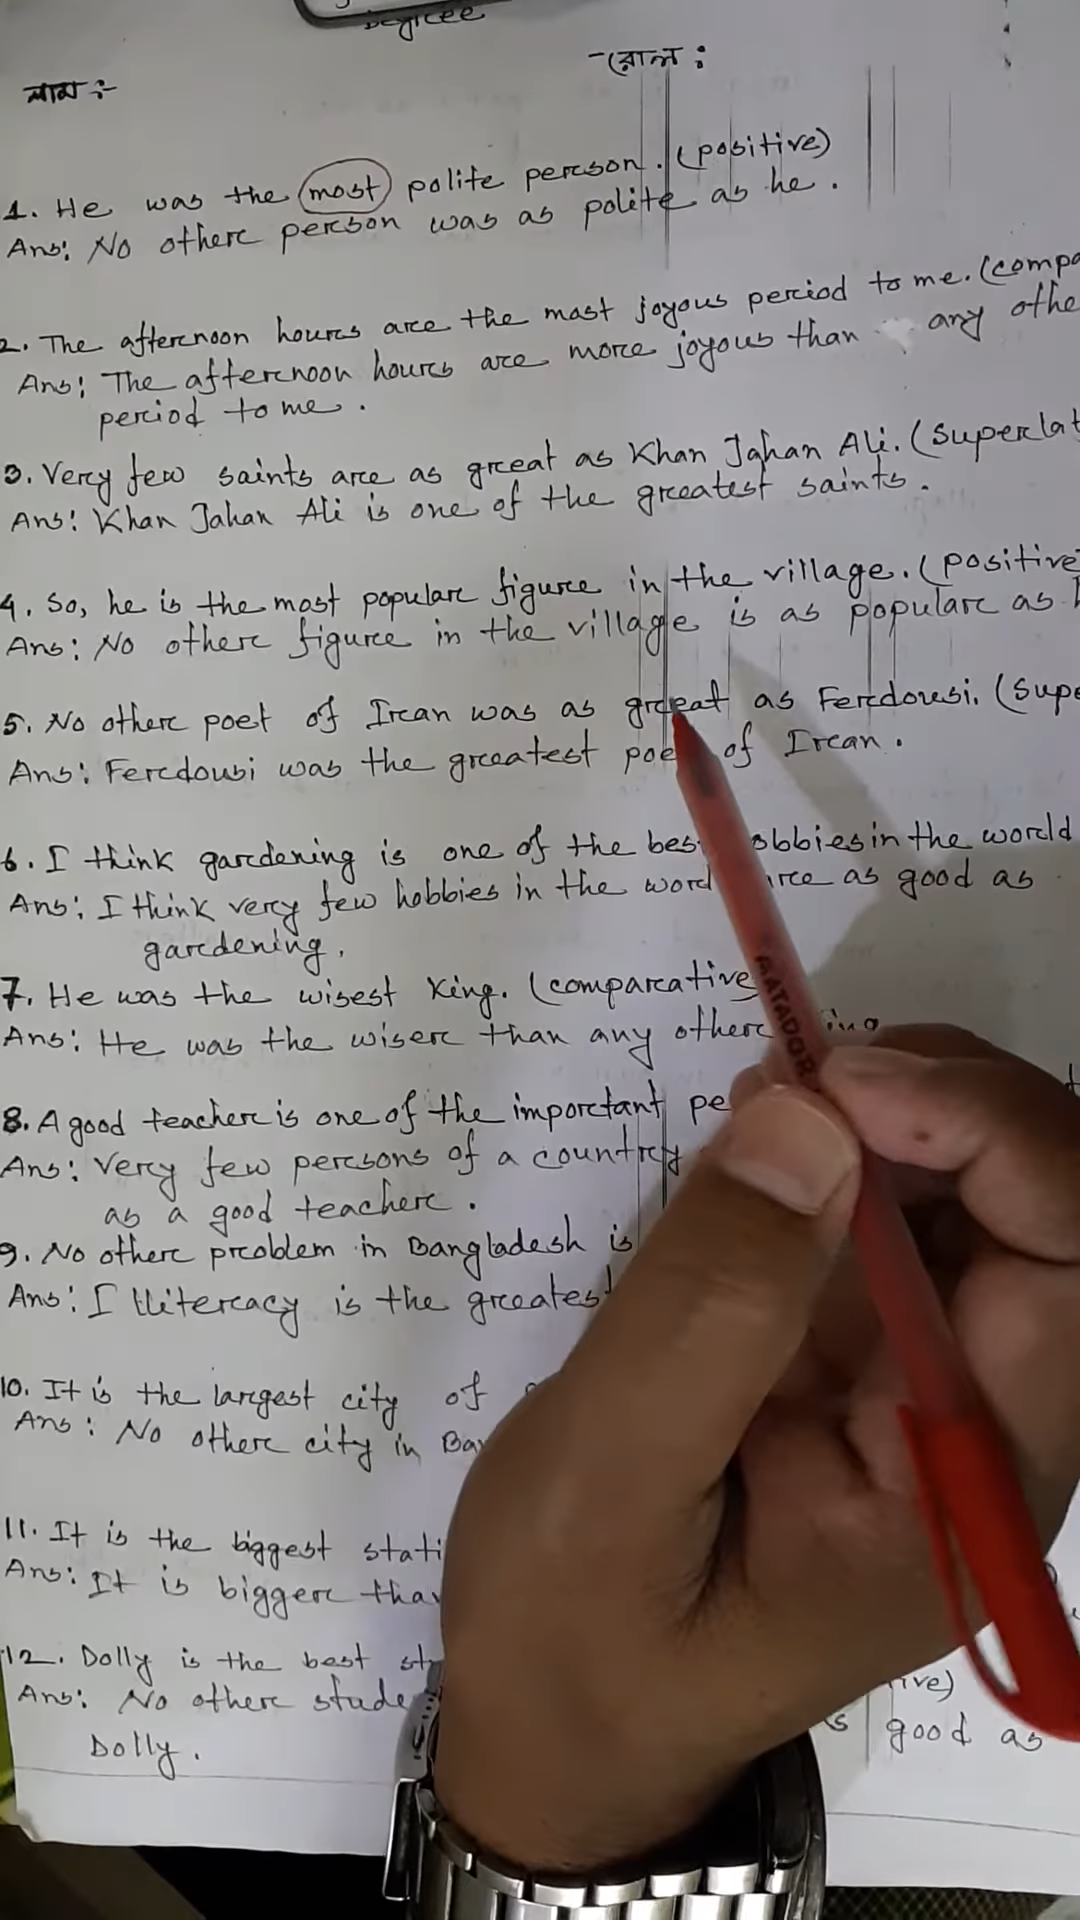 Degree
নাম :-
রোল :
1. He was the most polite person. (positive)
Ans: No other person was as polite as he.
2. The afternoon hours are the most joyous period to me. (compa
Ans: The afternoon hours are more joyous than any othe
period to me.
3. Very few saints are as great as Khan Jahan Ali. (superlat
Ans: Khan Jahan Ali is one of the greatest saints.
4. So, he is the most popular figure in the village. (positive
Ans: No other figure in the village is as popular as h
5. No other poet of Iran was as great as Ferdousi. (supe
Ans: Ferdousi was the greatest poe of Iran.
6. I think gardening is one of the bes obbies in the world
Ans: I think very few hobbies in the word are as good as
gardening.
7. He was the wisest King. (comparative
Ans: He was the wiser than any other
8. A good teacher is one of the important pe
Ans: Very few persons of a country
as a good teacher.
9. No other problem in Bangladesh is
Ans: Illiteracy is the greatest
10. It is the largest city of
Ans: No other city in Ban
11. It is the biggest stati
Ans: It is bigger than
12. Dolly is the best st ive)
Ans: No other stude s good as
Dolly.
MATADOR